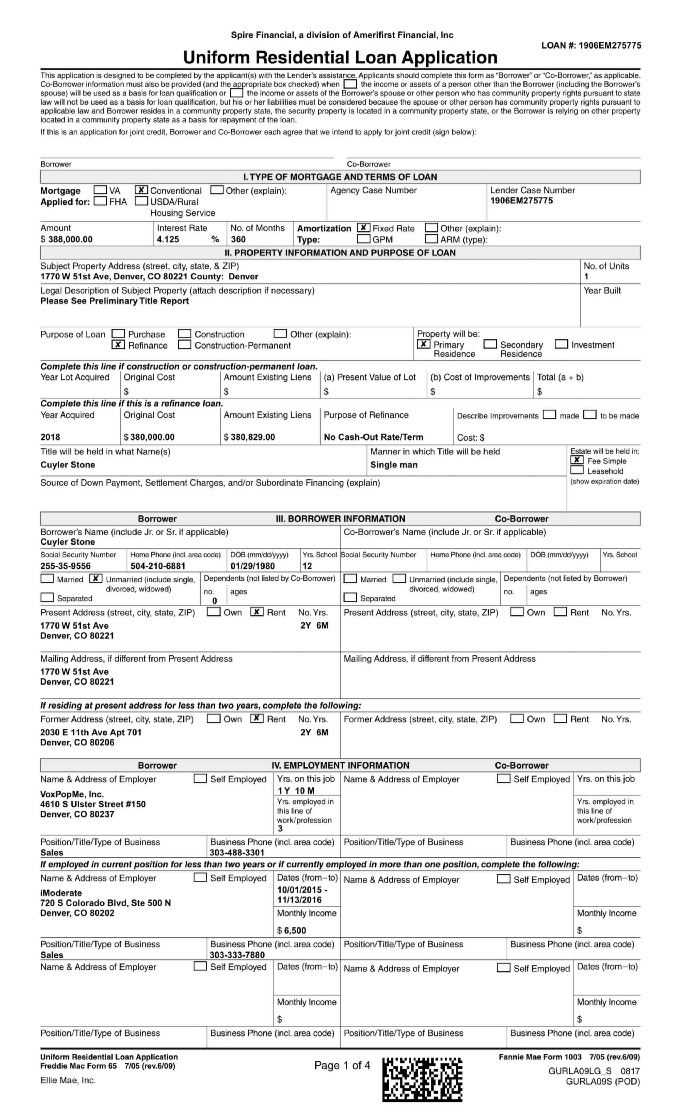 Spire Financial, a division of Amerifirst Financial, Inc
LOAN #: 1906EM275775
Uniform Residential Loan Application
This application is designed to be completed by the applicant(s) with the Lender's assistance. Applicants should complete this form as "Borrower" or "Co-Borrower," as applicable.
Co-Borrower information must also be provided (and the appropriate box checked) when the income or assets of a person other than the Borrower (including the Borrower's
spouse) will be used as a basis for loan qualification or the income or assets of the Borrower's spouse or other person who has community property rights pursuant to state
law will not be used as a basis for loan qualification, but his or her liabilities must be considered because the spouse or other person has community property rights pursuant to
applicable law and Borrower resides in a community property state, the security property is located in a community property state, or the Borrower is relying on other property
located in a community property state as a basis for repayment of the loan.
If this is an application for joint credit, Borrower and Co-Borrower each agree that we intend to apply for joint credit (sign below):
Borrower Co-Borrower
I. TYPE OF MORTGAGE AND TERMS OF LOAN
Mortgage VA X Conventional Other (explain): Agency Case Number Lender Case Number
Applied for: FHA USDA/Rural 1906EM275775
Housing Service
Amount Interest Rate No. of Months Amortization X Fixed Rate Other (explain):
$ 388,000.00 4.125 % 360 Type: GPM ARM (type):
II. PROPERTY INFORMATION AND PURPOSE OF LOAN
Subject Property Address (street, city, state, & ZIP) No. of Units
1770 W 51st Ave, Denver, CO 80221 County: Denver 1
Legal Description of Subject Property (attach description if necessary) Year Built
Please See Preliminary Title Report
Purpose of Loan Purchase Construction Other (explain): Property will be:
X Refinance Construction-Permanent X Primary Residence Secondary Residence Investment
Complete this line if construction or construction-permanent loan.
Year Lot Acquired Original Cost Amount Existing Liens (a) Present Value of Lot (b) Cost of Improvements Total (a + b)
$ $ $ $ $
Complete this line if this is a refinance loan.
Year Acquired Original Cost Amount Existing Liens Purpose of Refinance Describe Improvements made to be made
2018 $ 380,000.00 $ 380,829.00 No Cash-Out Rate/Term Cost: $
Title will be held in what Name(s) Manner in which Title will be held Estate will be held in:
Cuyler Stone Single man X Fee Simple
Leasehold
Source of Down Payment, Settlement Charges, and/or Subordinate Financing (explain) (show expiration date)
Borrower III. BORROWER INFORMATION Co-Borrower
Borrower's Name (include Jr. or Sr. if applicable) Co-Borrower's Name (include Jr. or Sr. if applicable)
Cuyler Stone
Social Security Number Home Phone (incl. area code) DOB (mm/dd/yyyy) Yrs. School Social Security Number Home Phone (incl. area code) DOB (mm/dd/yyyy) Yrs. School
255-35-9556 504-210-6881 01/29/1980 12
Married X Unmarried (include single, Dependents (not listed by Co-Borrower) Married Unmarried (include single, Dependents (not listed by Borrower)
divorced, widowed) no. ages divorced, widowed) no. ages
Separated 0 Separated
Present Address (street, city, state, ZIP) Own X Rent No. Yrs. Present Address (street, city, state, ZIP) Own Rent No. Yrs.
1770 W 51st Ave 2Y 6M
Denver, CO 80221
Mailing Address, if different from Present Address Mailing Address, if different from Present Address
1770 W 51st Ave
Denver, CO 80221
If residing at present address for less than two years, complete the following:
Former Address (street, city, state, ZIP) Own X Rent No. Yrs. Former Address (street, city, state, ZIP) Own Rent No. Yrs.
2030 E 11th Ave Apt 701 2Y 6M
Denver, CO 80206
Borrower IV. EMPLOYMENT INFORMATION Co-Borrower
Name & Address of Employer Self Employed Yrs. on this job Name & Address of Employer Self Employed Yrs. on this job
VoxPopMe, Inc. 1 Y 10 M
4610 S Ulster Street #150 Yrs. employed in Yrs. employed in
Denver, CO 80237 this line of this line of
work/profession work/profession
3
Position/Title/Type of Business Business Phone (incl. area code) Position/Title/Type of Business Business Phone (incl. area code)
Sales 303-488-3301
If employed in current position for less than two years or if currently employed in more than one position, complete the following:
Name & Address of Employer Self Employed Dates (from–to) Name & Address of Employer Self Employed Dates (from–to)
iModerate 10/01/2015 -
720 S Colorado Blvd, Ste 500 N 11/13/2016
Denver, CO 80202 Monthly Income Monthly Income
$ 6,500 $
Position/Title/Type of Business Business Phone (incl. area code) Position/Title/Type of Business Business Phone (incl. area code)
Sales 303-333-7880
Name & Address of Employer Self Employed Dates (from–to) Name & Address of Employer Self Employed Dates (from–to)
Monthly Income Monthly Income
$ $
Position/Title/Type of Business Business Phone (incl. area code) Position/Title/Type of Business Business Phone (incl. area code)
Uniform Residential Loan Application Fannie Mae Form 1003 7/05 (rev.6/09)
Freddie Mac Form 65 7/05 (rev.6/09) Page 1 of 4
GURLA09LG_S 0817
Ellie Mae, Inc. GURLA09S (POD)